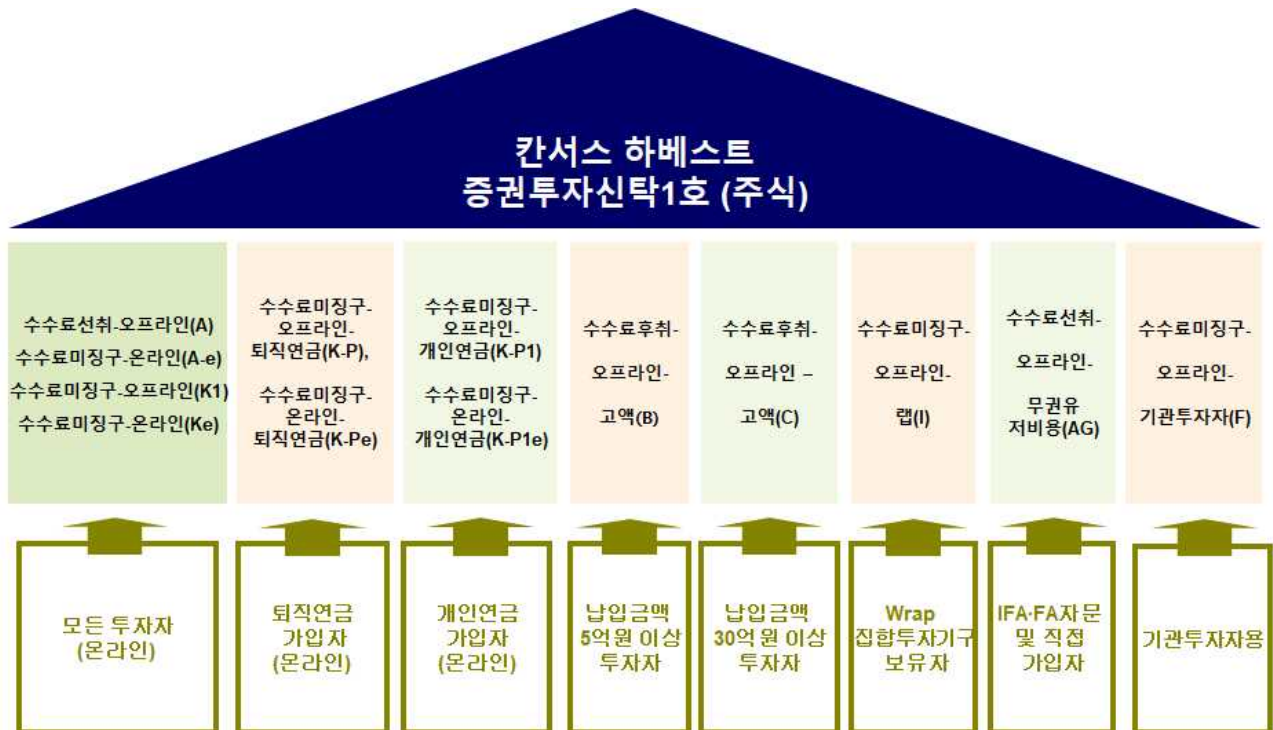 칸서스 하베스트
증권투자신탁1호 (주식)
수수료선취-오프라인(A)
수수료미징구-온라인(A-e)
수수료미징구-오프라인(K1)
수수료미징구-온라인(Ke)
수수료미징구-
오프라인-
퇴직연금(K-P),
수수료미징구-
온라인-
퇴직연금(K-Pe)
수수료미징구-
오프라인-
개인연금(K-P1)
수수료미징구-
온라인-
개인연금(K-P1e)
수수료후취-
오프라인-
고액(B)
수수료후취-
오프라인 –
고액(C)
수수료미징구-
오프라인-
랩(I)
수수료선취-
오프라인-
무권유
저비용(AG)
수수료미징구-
오프라인-
기관투자자(F)
모든 투자자
(온라인)
퇴직연금
가입자
(온라인)
개인연금
가입자
(온라인)
납입금액
5억원 이상
투자자
납입금액
30억원 이상
투자자
Wrap
집합투자기구
보유자
IFA·FA자문
및 직접
가입자
기관투자자용